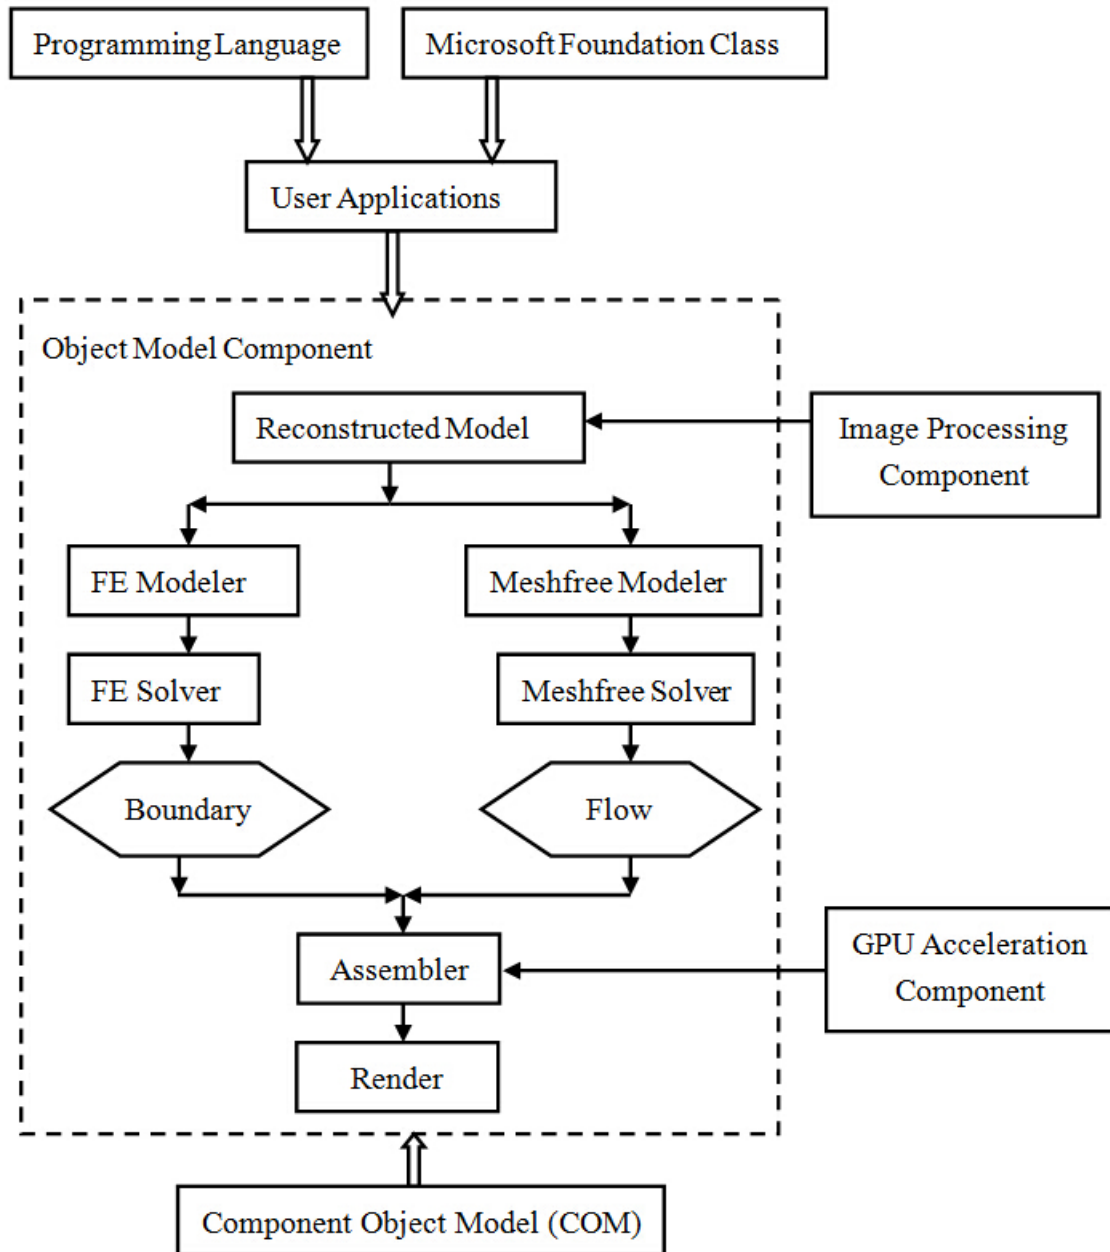 Programming Language
Microsoft Foundation Class
User Applications
Object Model Component
Reconstructed Model
Image Processing
Component
FE Modeler
Meshfree Modeler
FE Solver
Meshfree Solver
Boundary
Flow
Assembler
GPU Acceleration
Component
Render
Component Object Model (COM)